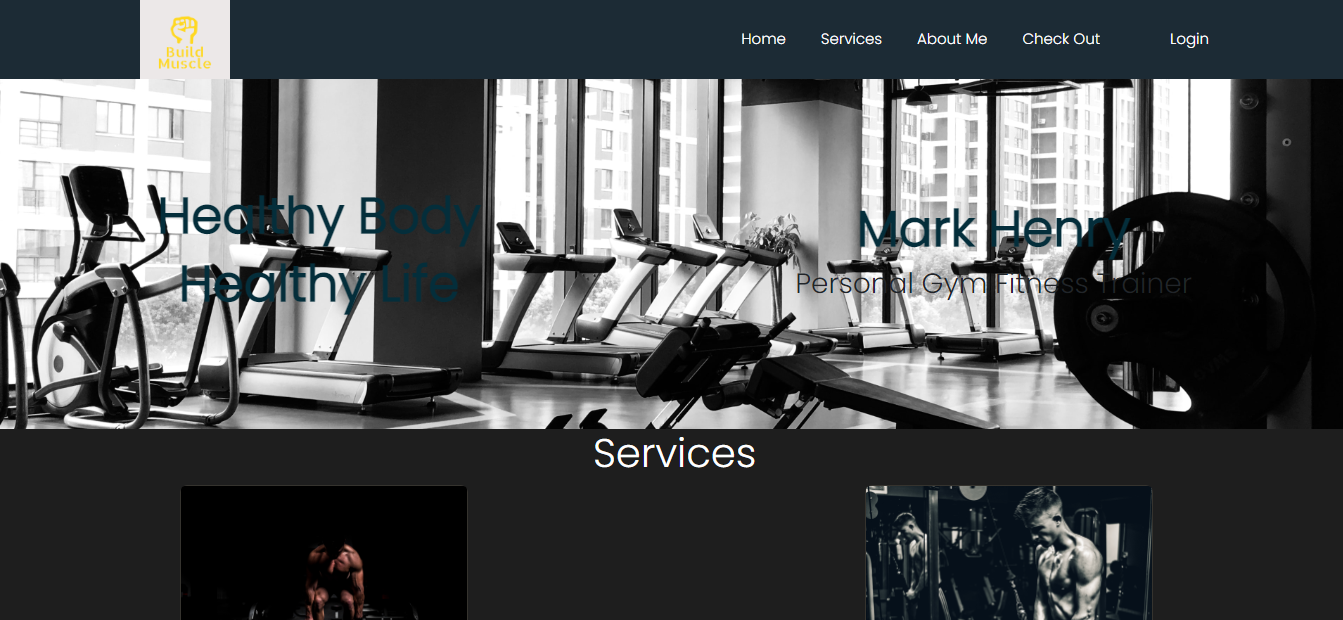 Build
Muscle
Home
Services
About Me
Check Out
Login
Healthy Body
Healthy Life
Mark Henry
Personal Gym Fitness Trainer
Services